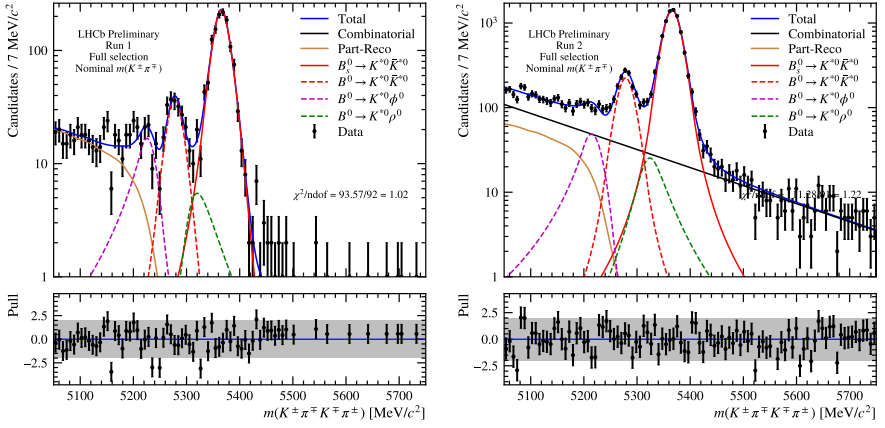 Candidates / 7 MeV/c²
100
10
1
LHCb Preliminary
Run 1
Full selection
Nominal m(K±π∓)
Total
Combinatorial
Part-Reco
B⁰ₛ → K*⁰K̄*⁰
B⁰ → K*⁰K̄*⁰
B⁰ → K*⁰ϕ⁰
B⁰ → K*⁰ρ⁰
Data
χ²/ndof = 93.57/92 = 1.02
Pull
2.5
0.0
−2.5
5100 5200 5300 5400 5500 5600 5700
m(K±π∓K∓π±) [MeV/c²]
Candidates / 7 MeV/c²
10³
100
10
1
LHCb Preliminary
Run 2
Full selection
Nominal m(K±π∓)
Total
Combinatorial
Part-Reco
B⁰ₛ → K*⁰K̄*⁰
B⁰ → K*⁰K̄*⁰
B⁰ → K*⁰ϕ⁰
B⁰ → K*⁰ρ⁰
Data
= 1.22
Pull
2.5
0.0
−2.5
5100 5200 5300 5400 5500 5600 5700
m(K±π∓K∓π±) [MeV/c²]